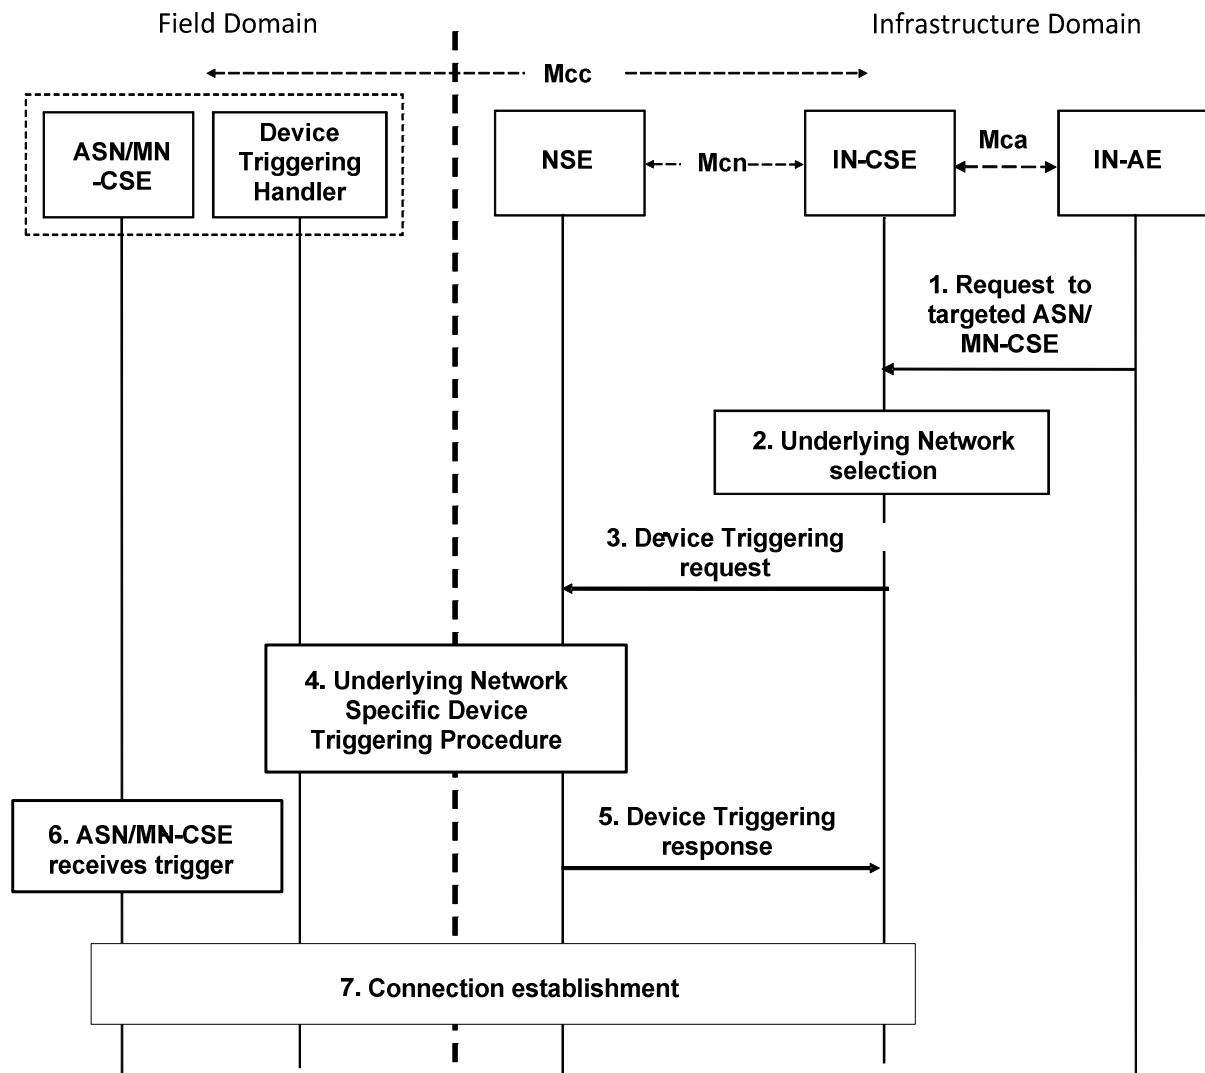 Field Domain
Infrastructure Domain
Mcc
ASN/MN
-CSE
Device
Triggering
Handler
NSE
Mcn
IN-CSE
Mca
IN-AE
1. Request to
targeted ASN/
MN-CSE
2. Underlying Network
selection
3. Device Triggering
request
4. Underlying Network
Specific Device
Triggering Procedure
5. Device Triggering
response
6. ASN/MN-CSE
receives trigger
7. Connection establishment